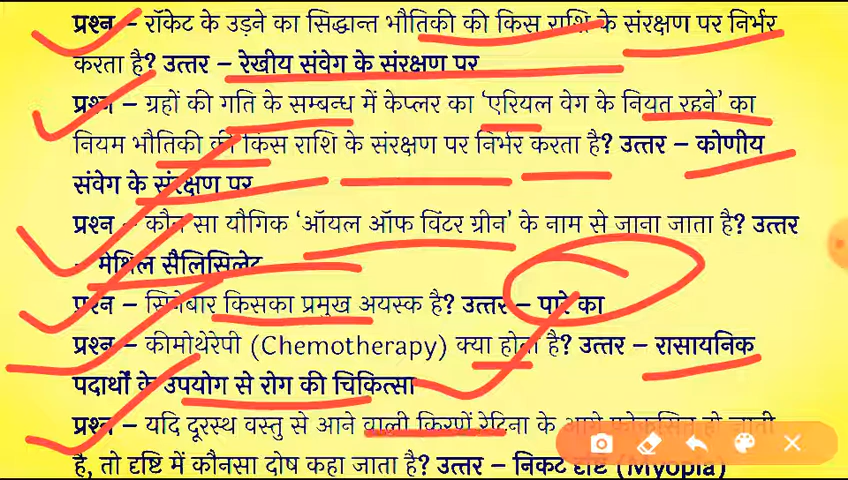 प्रश्न – रॉकेट के उड़ने का सिद्धान्त भौतिकी की किस राशि के संरक्षण पर निर्भर
करता है? उत्तर – रेखीय संवेग के संरक्षण पर
प्रश्न – ग्रहों की गति के सम्बन्ध में केप्लर का 'एरियल वेग के नियत रहने' का
नियम भौतिकी की किस राशि के संरक्षण पर निर्भर करता है? उत्तर – कोणीय
संवेग के संरक्षण पर
प्रश्न – कौन सा यौगिक 'ऑयल ऑफ विंटर ग्रीन' के नाम से जाना जाता है? उत्तर
– मेथिल सैलिसिलेट
प्रश्न – सिनेबार किसका प्रमुख अयस्क है? उत्तर – पारे का
प्रश्न – कीमोथेरेपी (Chemotherapy) क्या होता है? उत्तर – रासायनिक
पदार्थों के उपयोग से रोग की चिकित्सा
प्रश्न – यदि दूरस्थ वस्तु से आने वाली किरणें रेटिना के आगे फोकसित हो जाती
है, तो दृष्टि में कौनसा दोष कहा जाता है? उत्तर – निकट दृष्टि (Myopia)